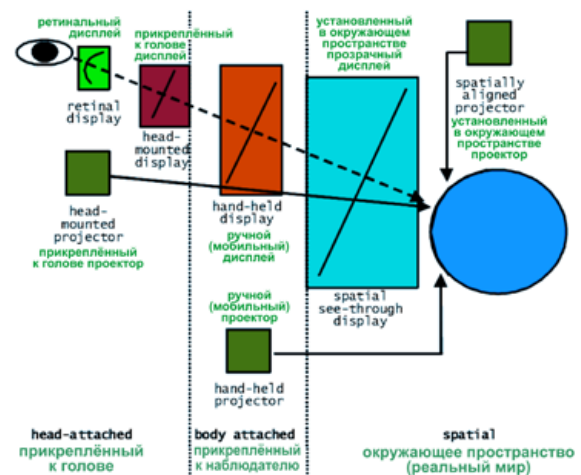 ретинальный
дисплей
retinal
display
прикреплённый
к голове
дисплей
head-
mounted
display
установленный
в окружающем
пространстве
прозрачный
дисплей
spatially
aligned
projector
установленный
в окружающем
пространстве
проектор
head-
mounted
projector
прикреплённый
к голове проектор
hand-held
display
ручной
(мобильный)
дисплей
spatial
see-through
display
ручной
(мобильный)
проектор
hand-held
projector
head-attached
прикреплённый
к голове
body attached
прикреплённый
к наблюдателю
spatial
окружающее пространство
(реальный мир)